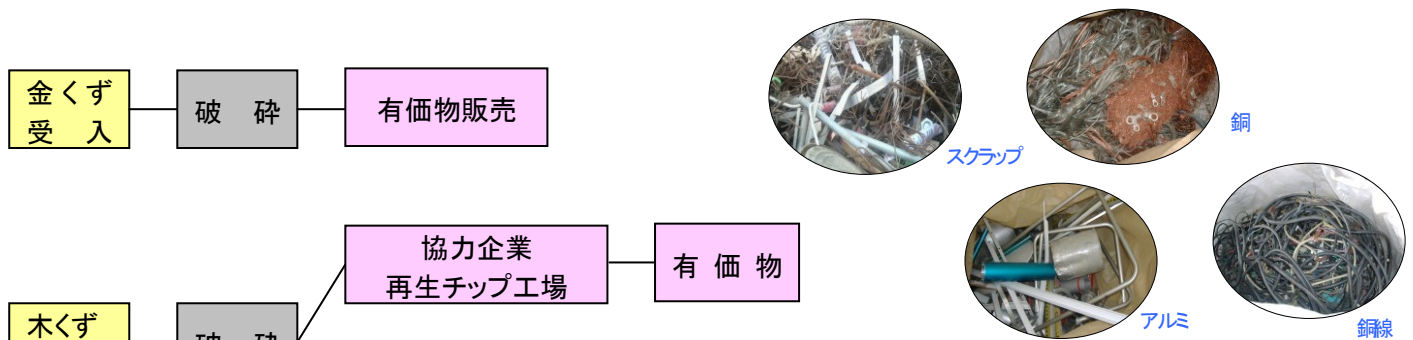 金くず
受入
破砕
有価物販売
スクラップ
銅
協力企業
再生チップ工場
有価物
アルミ
銅線
木くず
破砕